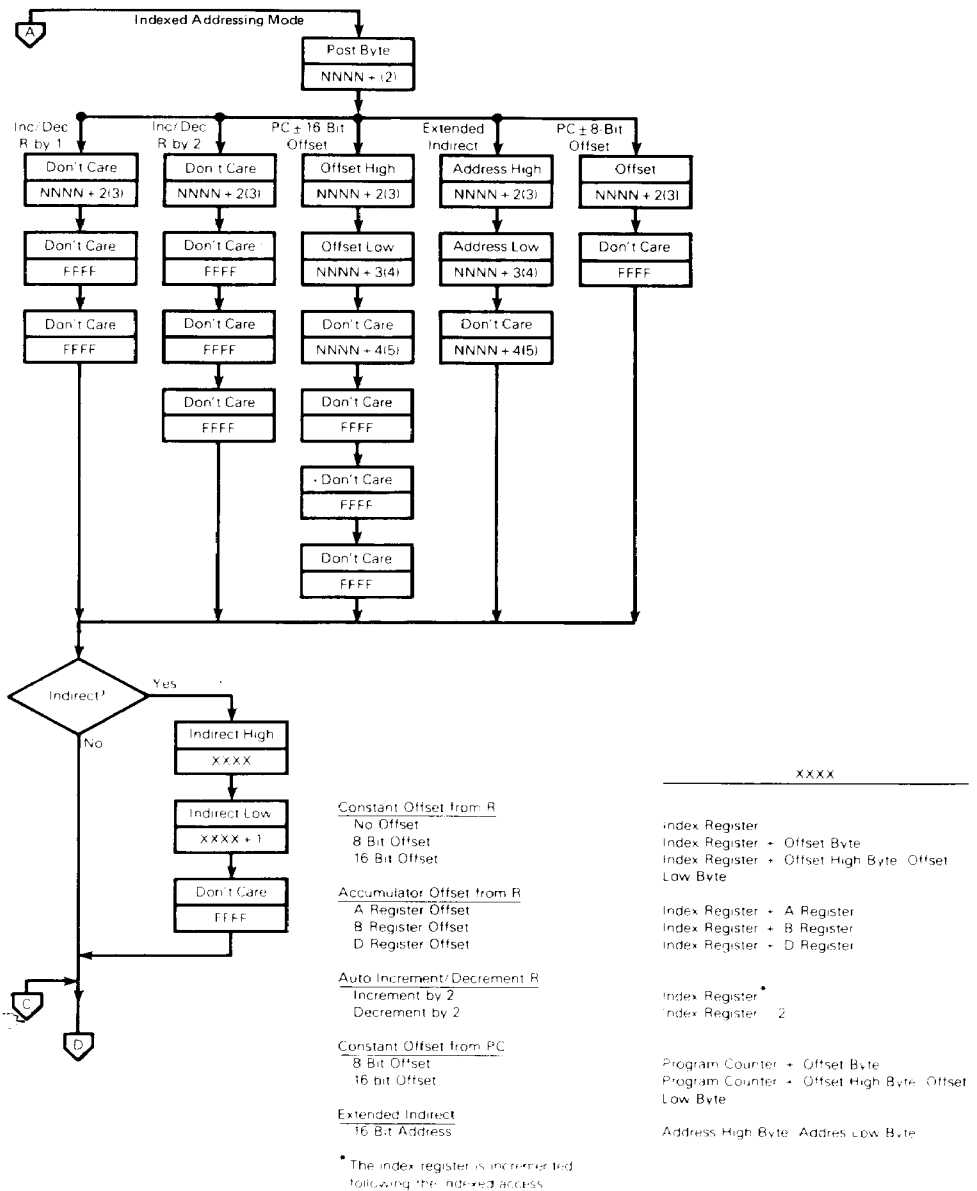 Indexed Addressing Mode
A
Post Byte
NNNN + (2)
Inc/Dec
R by 1
Inc/Dec
R by 2
PC ± 16 Bit
Offset
Extended
Indirect
PC ± 8-Bit
Offset
Don't Care
NNNN + 2(3)
Don't Care
FFFF
Don't Care
FFFF
Don't Care
NNNN + 2(3)
Don't Care
FFFF
Don't Care
FFFF
Don't Care
FFFF
Offset High
NNNN + 2(3)
Offset Low
NNNN + 3(4)
Don't Care
NNNN + 4(5)
Don't Care
FFFF
Don't Care
FFFF
Don't Care
FFFF
Address High
NNNN + 2(3)
Address Low
NNNN + 3(4)
Don't Care
NNNN + 4(5)
Offset
NNNN + 2(3)
Don't Care
FFFF
Indirect?
Yes
No
Indirect High
XXXX
Indirect Low
XXXX + 1
Don't Care
FFFF
C
D
XXXX
Constant Offset from R
No Offset Index Register
8 Bit Offset Index Register + Offset Byte
16 Bit Offset Index Register + Offset High Byte Offset
Low Byte
Accumulator Offset from R
A Register Offset Index Register + A Register
B Register Offset Index Register + B Register
D Register Offset Index Register + D Register
Auto Increment/Decrement R
Increment by 2 Index Register*
Decrement by 2 Index Register 2
Constant Offset from PC
8 Bit Offset Program Counter + Offset Byte
16 bit Offset Program Counter + Offset High Byte Offset
Low Byte
Extended Indirect
16 Bit Address Address High Byte Addres Low Byte
* The index register is incremented
following the indexed access